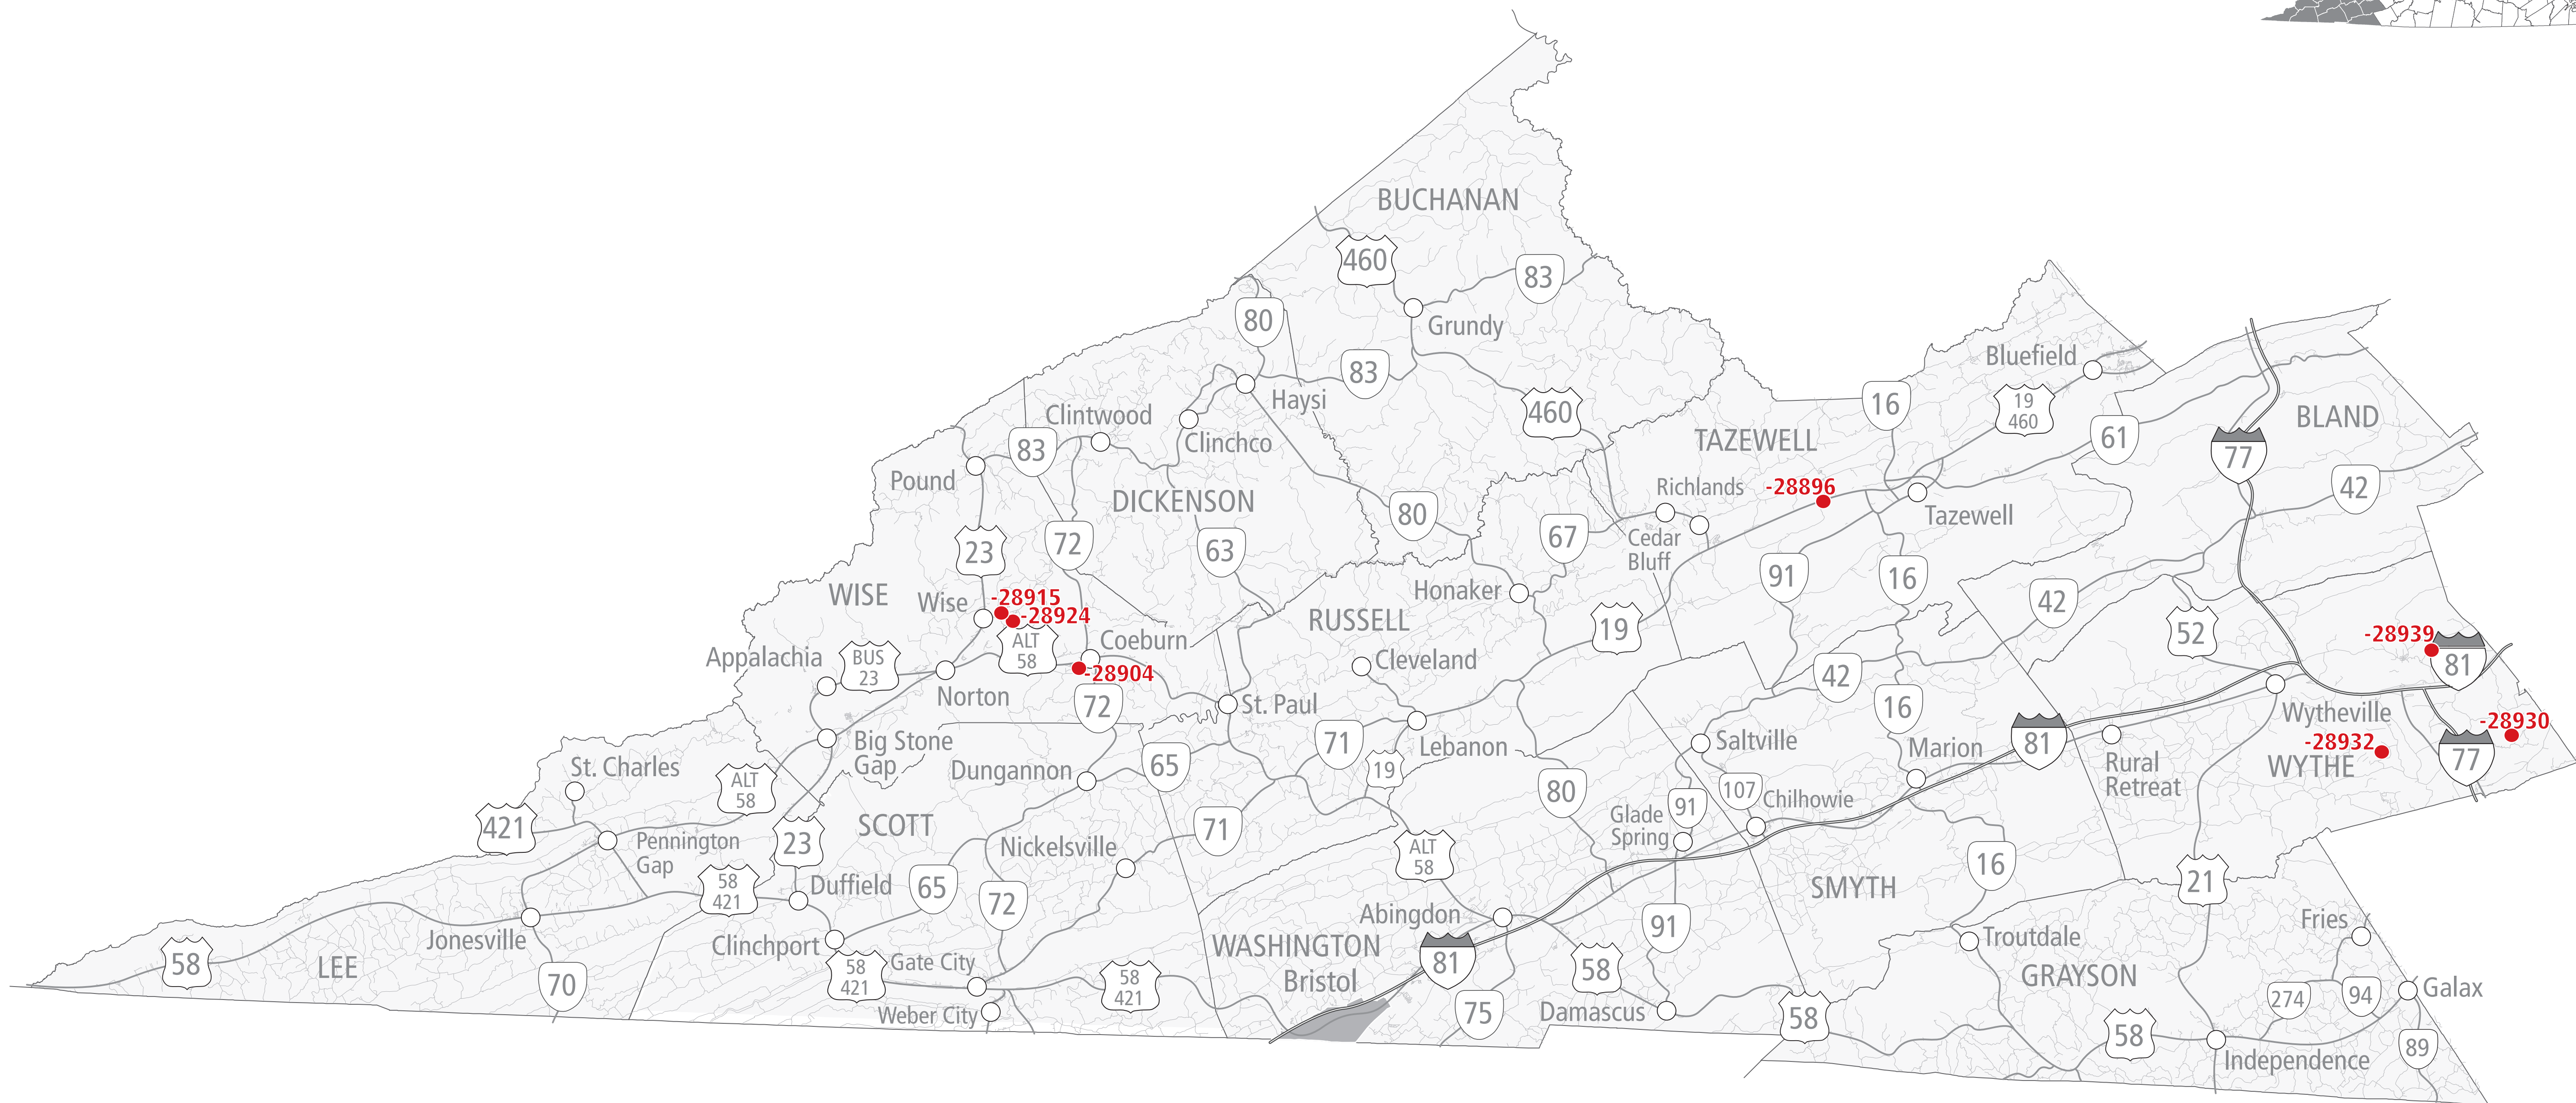 BUCHANAN
460
83
80
Grundy
83
Haysi
460
Bluefield
16
19
460
61
BLAND
77
42
Clintwood
Clinchco
83
Pound
DICKENSON
TAZEWELL
Richlands
-28896
Tazewell
80
67
Cedar
Bluff
23
72
63
91
16
Honaker
WISE
Wise
-28915
-28924
ALT
58
Coeburn
-28904
RUSSELL
19
42
52
-28939
81
Appalachia
BUS
23
Norton
72
Cleveland
42
16
St. Paul
Wytheville
-28930
-28932
WYTHE
77
Big Stone
Gap
St. Charles
ALT
58
Dungannon
65
71
19
Lebanon
Saltville
Marion
81
Rural
Retreat
421
Pennington
Gap
23
SCOTT
Nickelsville
71
80
91
107
Chilhowie
Glade
Spring
ALT
58
58
421
Duffield
65
72
SMYTH
16
21
Jonesville
Clinchport
Abingdon
91
Troutdale
Fries
58
LEE
70
58
421
Gate City
Weber City
58
421
WASHINGTON
Bristol
81
58
75
Damascus
58
GRAYSON
274
94
Galax
58
Independence
89